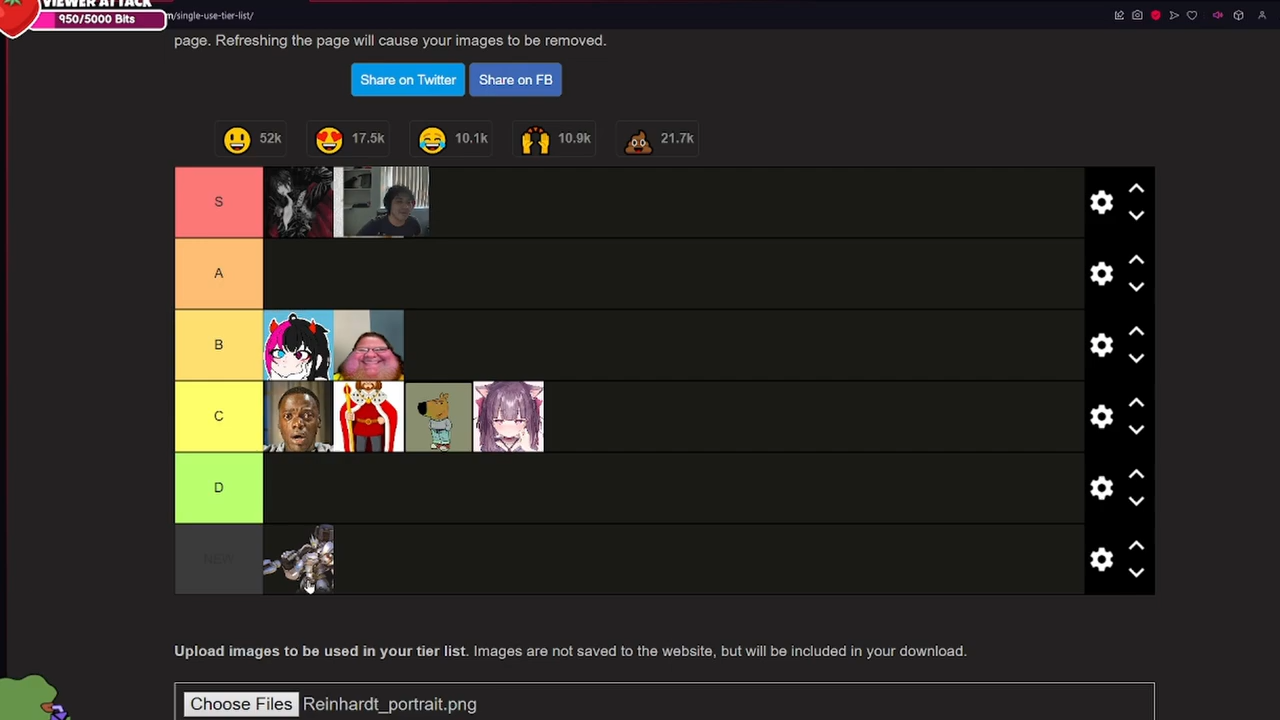 VIEWER ATTACK
950/5000 Bits
m/single-use-tier-list/
page. Refreshing the page will cause your images to be removed.
Share on Twitter
Share on FB
52k
17.5k
10.1k
10.9k
21.7k
S
A
B
C
D
NEW
Upload images to be used in your tier list. Images are not saved to the website, but will be included in your download.
Choose Files Reinhardt_portrait.png